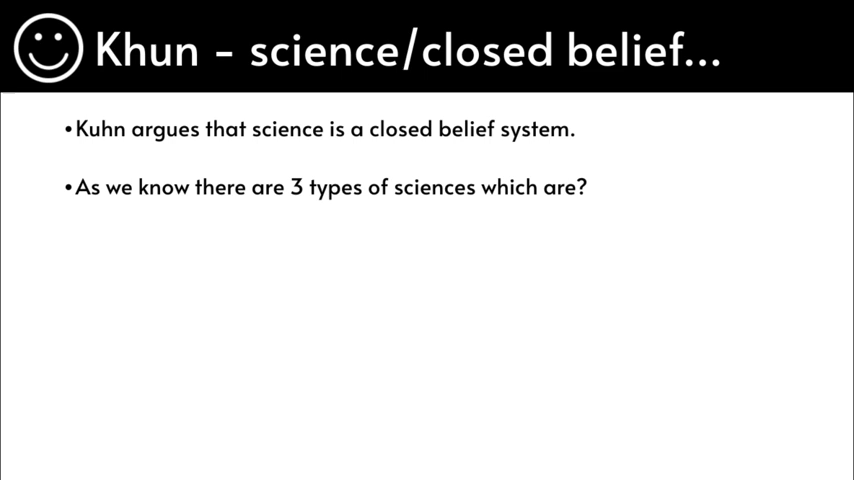 Khun - science/closed belief...
•Kuhn argues that science is a closed belief system.
•As we know there are 3 types of sciences which are?